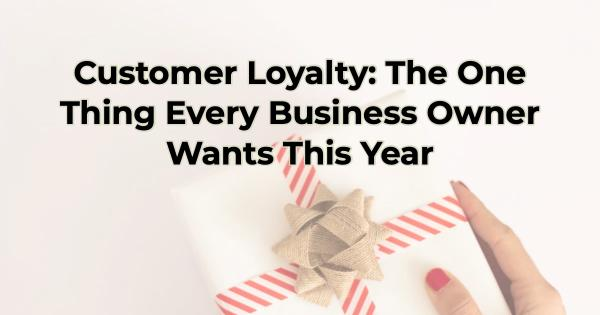 Customer Loyalty: The One
Thing Every Business Owner
Wants This Year